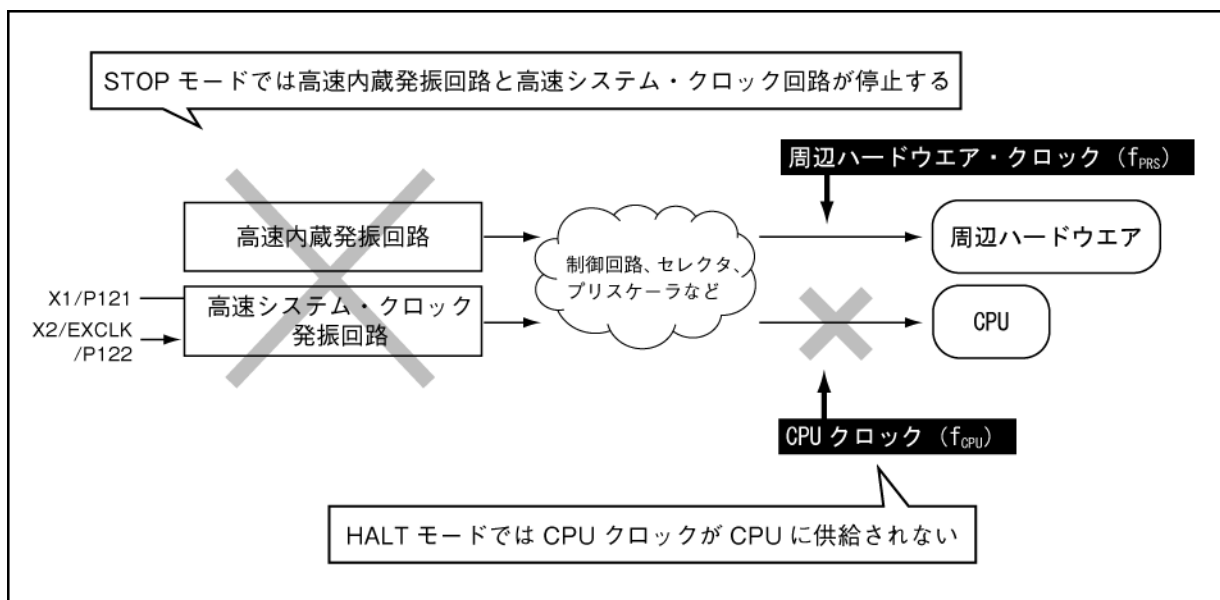 STOP モードでは高速内蔵発振回路と高速システム・クロック回路が停止する
周辺ハードウエア・クロック（fPRS）
高速内蔵発振回路
制御回路、セレクタ、
プリスケーラなど
周辺ハードウエア
X1/P121
X2/EXCLK
/P122
高速システム・クロック
発振回路
CPU
CPU クロック（fCPU）
HALT モードでは CPU クロックが CPU に供給されない